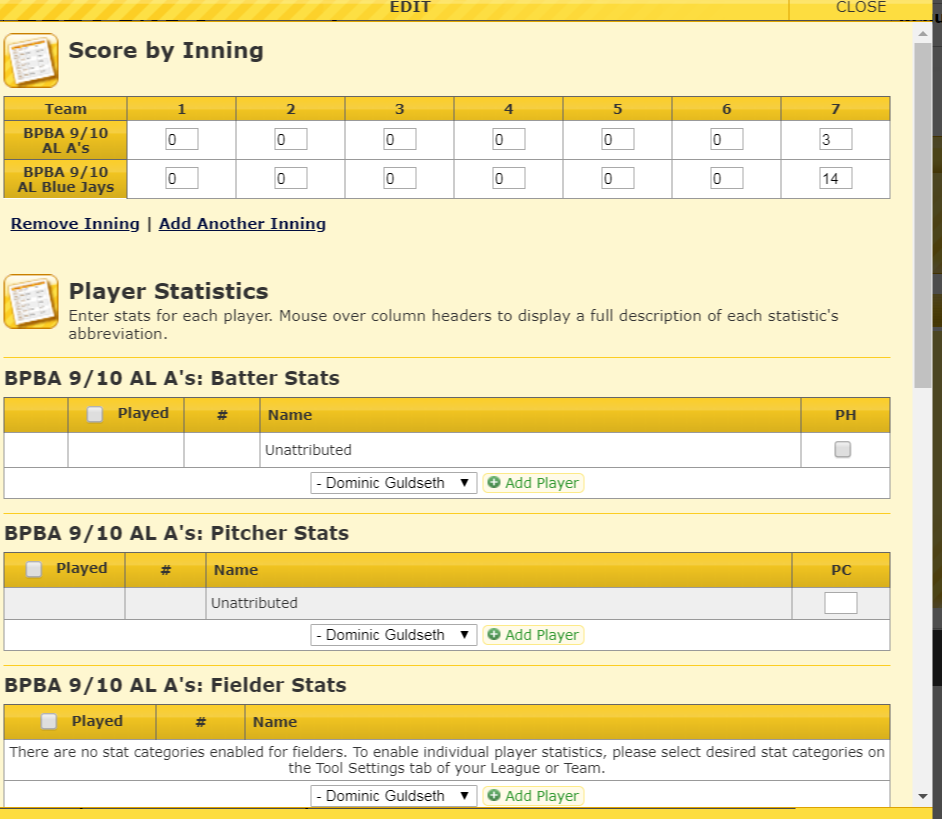 EDIT
CLOSE
Score by Inning
Team 1 2 3 4 5 6 7
BPBA 9/10
AL A's
0 0 0 0 0 0 3
BPBA 9/10
AL Blue Jays
0 0 0 0 0 0 14
Remove Inning | Add Another Inning
Player Statistics
Enter stats for each player. Mouse over column headers to display a full description of each statistic's
abbreviation.
BPBA 9/10 AL A's: Batter Stats
Played # Name PH
Unattributed
- Dominic Guldseth Add Player
BPBA 9/10 AL A's: Pitcher Stats
Played # Name PC
Unattributed
- Dominic Guldseth Add Player
BPBA 9/10 AL A's: Fielder Stats
Played # Name
There are no stat categories enabled for fielders. To enable individual player statistics, please select desired stat categories on
the Tool Settings tab of your League or Team.
- Dominic Guldseth Add Player